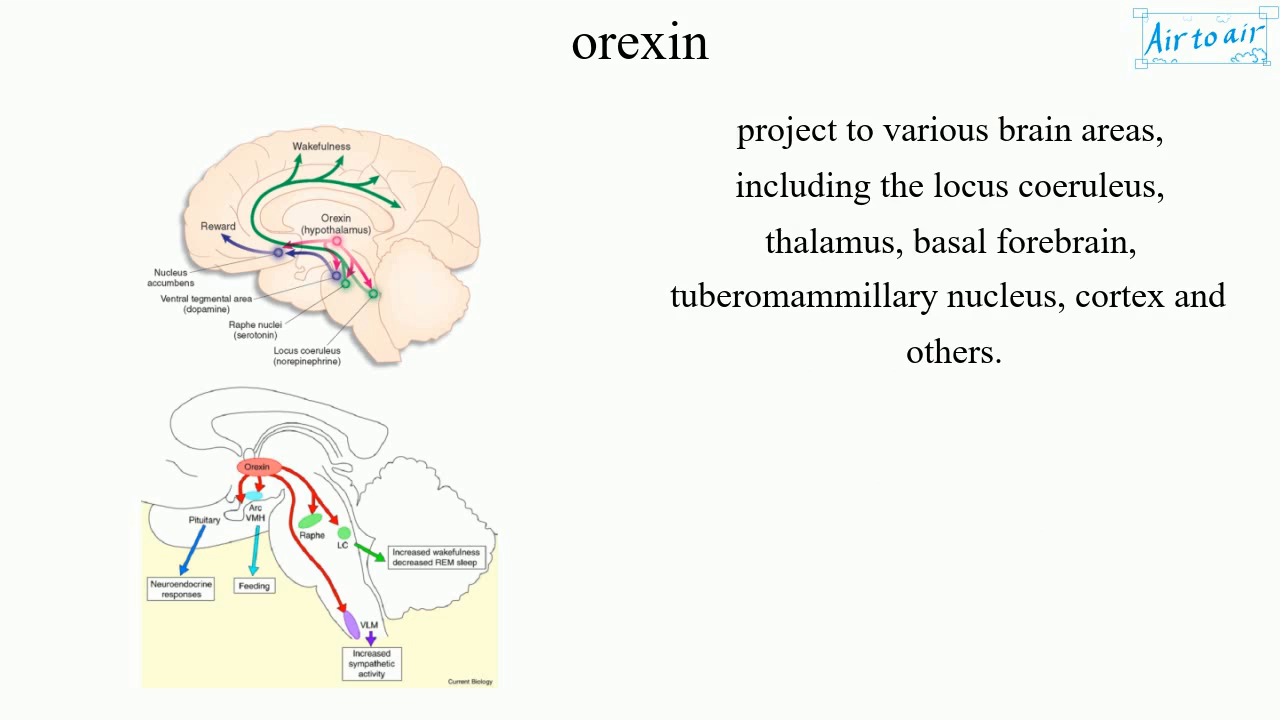 orexin
Air to air
project to various brain areas,
including the locus coeruleus,
thalamus, basal forebrain,
tuberomammillary nucleus, cortex and
others.
Wakefulness
Reward
Orexin
(hypothalamus)
Nucleus
accumbens
Ventral tegmental area
(dopamine)
Raphe nuclei
(serotonin)
Locus coeruleus
(norepinephrine)
Orexin
Arc
VMH
Pituitary
Raphe
LC
Increased wakefulness
decreased REM sleep
Neuroendocrine
responses
Feeding
VLM
Increased
sympathetic
activity
Current Biology